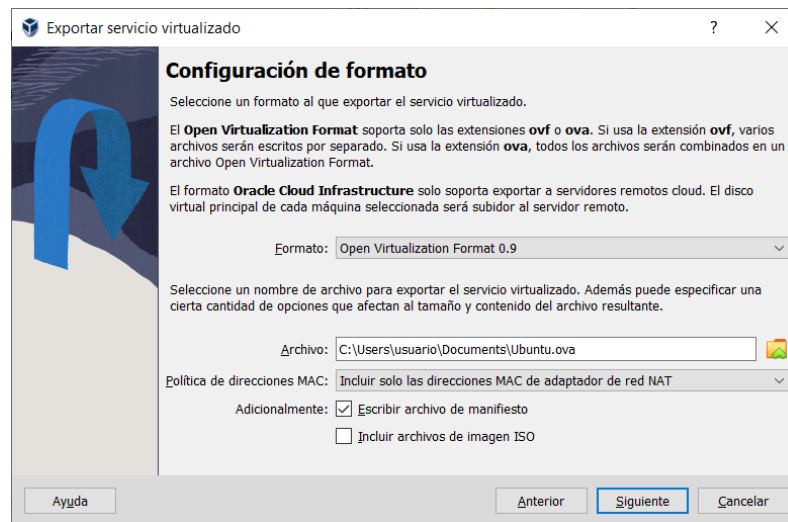 Exportar servicio virtualizado
?
Configuración de formato
Seleccione un formato al que exportar el servicio virtualizado.
El Open Virtualization Format soporta solo las extensiones ovf o ova. Si usa la extensión ovf, varios
archivos serán escritos por separado. Si usa la extensión ova, todos los archivos serán combinados en un
archivo Open Virtualization Format.
El formato Oracle Cloud Infrastructure solo soporta exportar a servidores remotos cloud. El disco
virtual principal de cada máquina seleccionada será subidor al servidor remoto.
Formato: Open Virtualization Format 0.9
Seleccione un nombre de archivo para exportar el servicio virtualizado. Además puede especificar una
cierta cantidad de opciones que afectan al tamaño y contenido del archivo resultante.
Archivo: C:\Users\usuario\Documents\Ubuntu.ova
Política de direcciones MAC: Incluir solo las direcciones MAC de adaptador de red NAT
Adicionalmente: Escribir archivo de manifiesto
Incluir archivos de imagen ISO
Ayuda Anterior Siguiente Cancelar